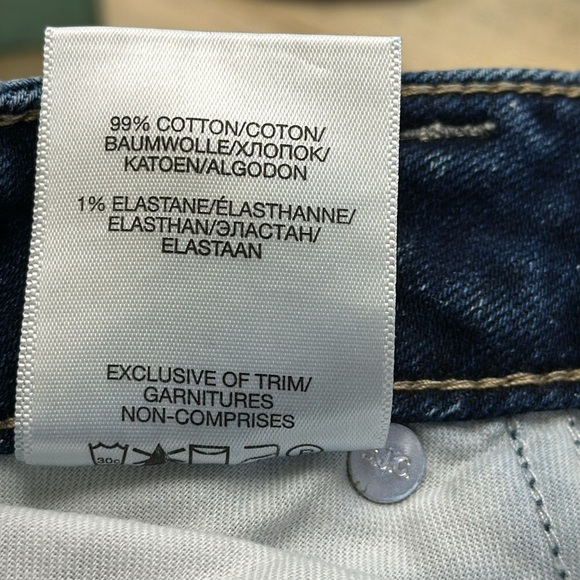 99% COTTON/COTON/
BAUMWOLLE/ХЛОПОК/
KATOEN/ALGODON
1% ELASTANE/ÉLASTHANNE/
ELASTHAN/ЭЛАСТАН/
ELASTAAN
EXCLUSIVE OF TRIM/
GARNITURES
NON-COMPRISES
30c